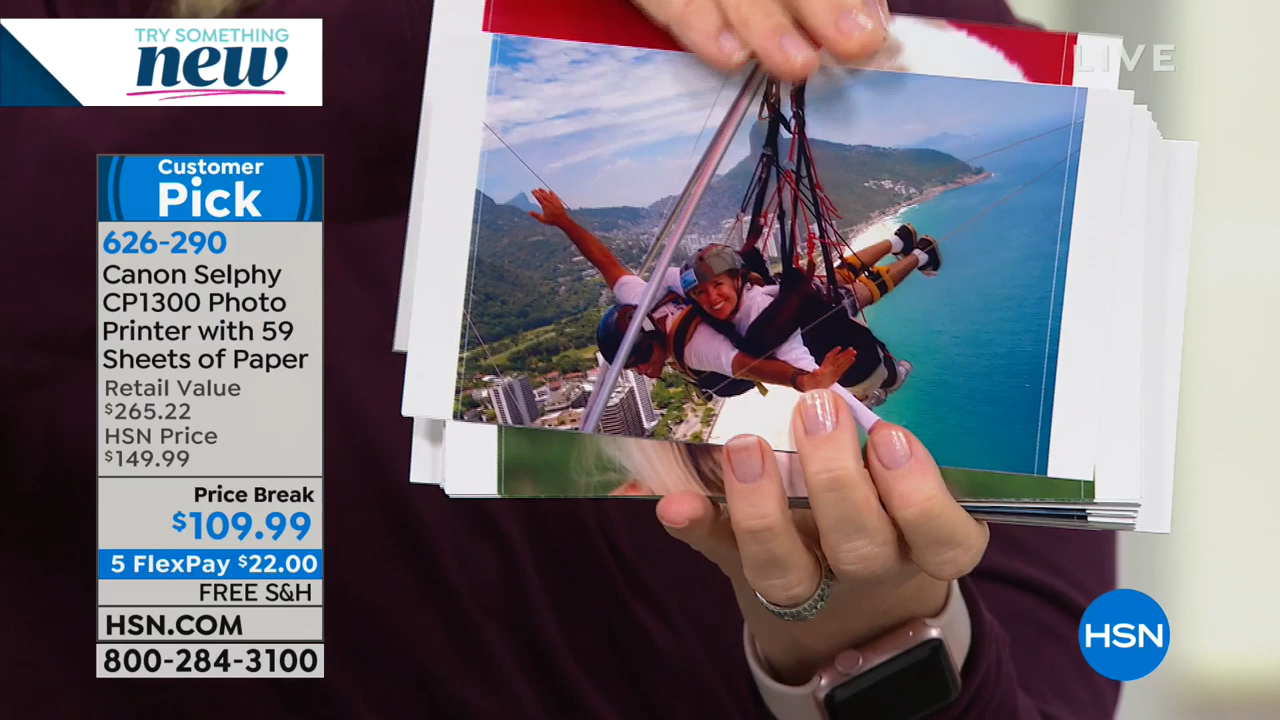 TRY SOMETHING
new
LIVE
Customer
Pick
626-290
Canon Selphy
CP1300 Photo
Printer with 59
Sheets of Paper
Retail Value
$265.22
HSN Price
$149.99
Price Break
$109.99
5 FlexPay $22.00
FREE S&H
HSN.COM
800-284-3100
HSN